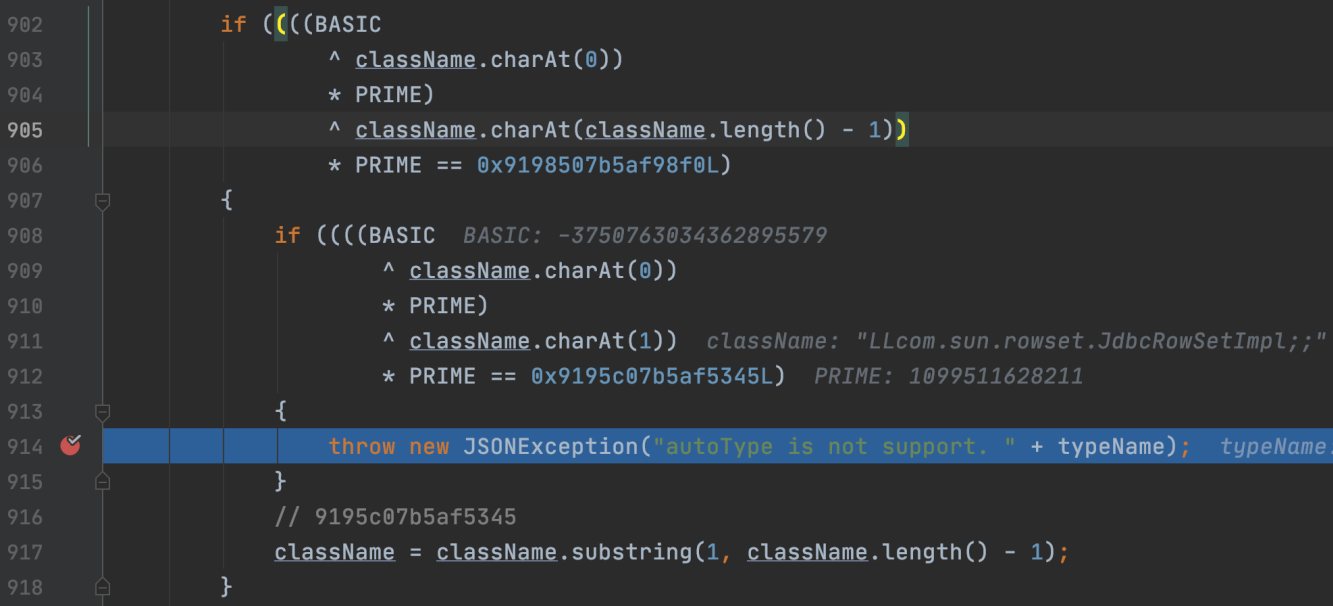 902 if ((((BASIC
903 ^ className.charAt(0))
904 * PRIME)
905 ^ className.charAt(className.length() - 1))
906 * PRIME == 0x9198507b5af98f0L)
907 {
908 if ((((BASIC BASIC: -3750763034362895579
909 ^ className.charAt(0))
910 * PRIME)
911 ^ className.charAt(1)) className: "LLcom.sun.rowset.JdbcRowSetImpl;;"
912 * PRIME == 0x9195c07b5af5345L) PRIME: 1099511628211
913 {
914 throw new JSONException("autoType is not support. " + typeName); typeName:
915 }
916 // 9195c07b5af5345
917 className = className.substring(1, className.length() - 1);
918 }